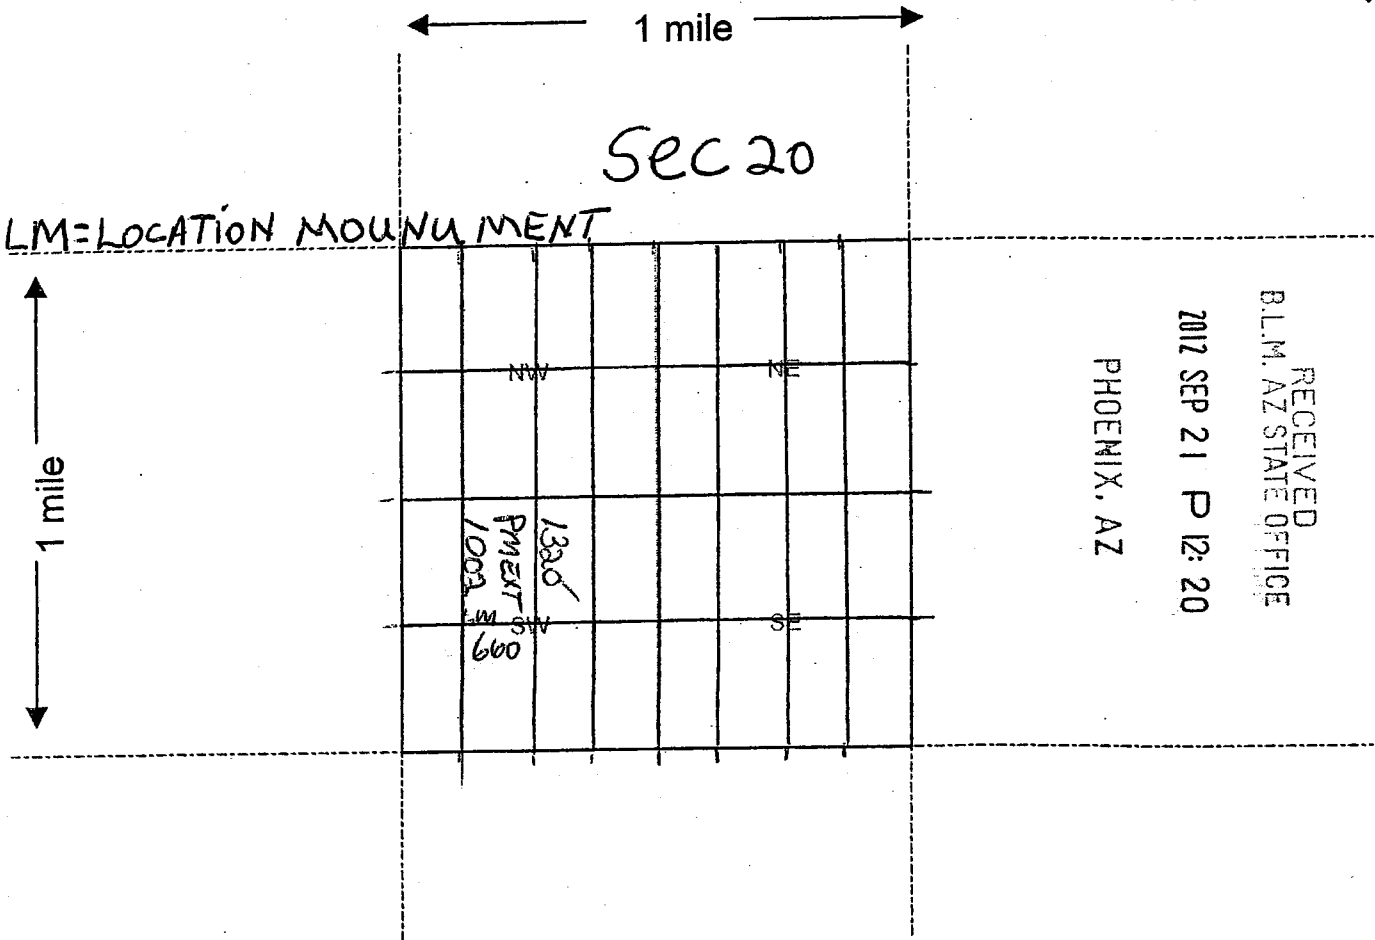 1 mile
Sec 20
LM=LOCATION MOUNUMENT
1 mile
NW
NE
SW
SE
1320
PMEXT
1002
LM
660
RECEIVED
B.L.M. AZ STATE OFFICE
2012 SEP 21 P 12: 20
PHOENIX, AZ